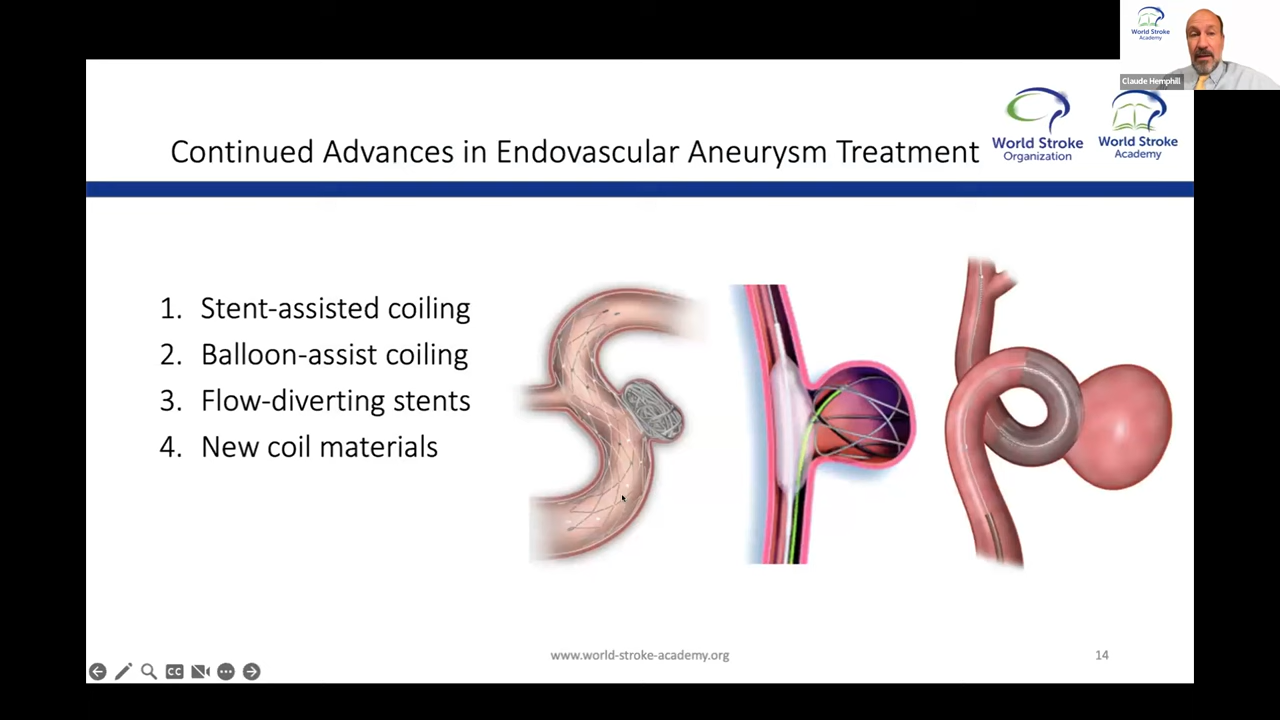 World Stroke
Academy
Claude Hemphill
Continued Advances in Endovascular Aneurysm Treatment
World Stroke
Organization
World Stroke
Academy
1. Stent-assisted coiling
2. Balloon-assist coiling
3. Flow-diverting stents
4. New coil materials
www.world-stroke-academy.org
14
CC